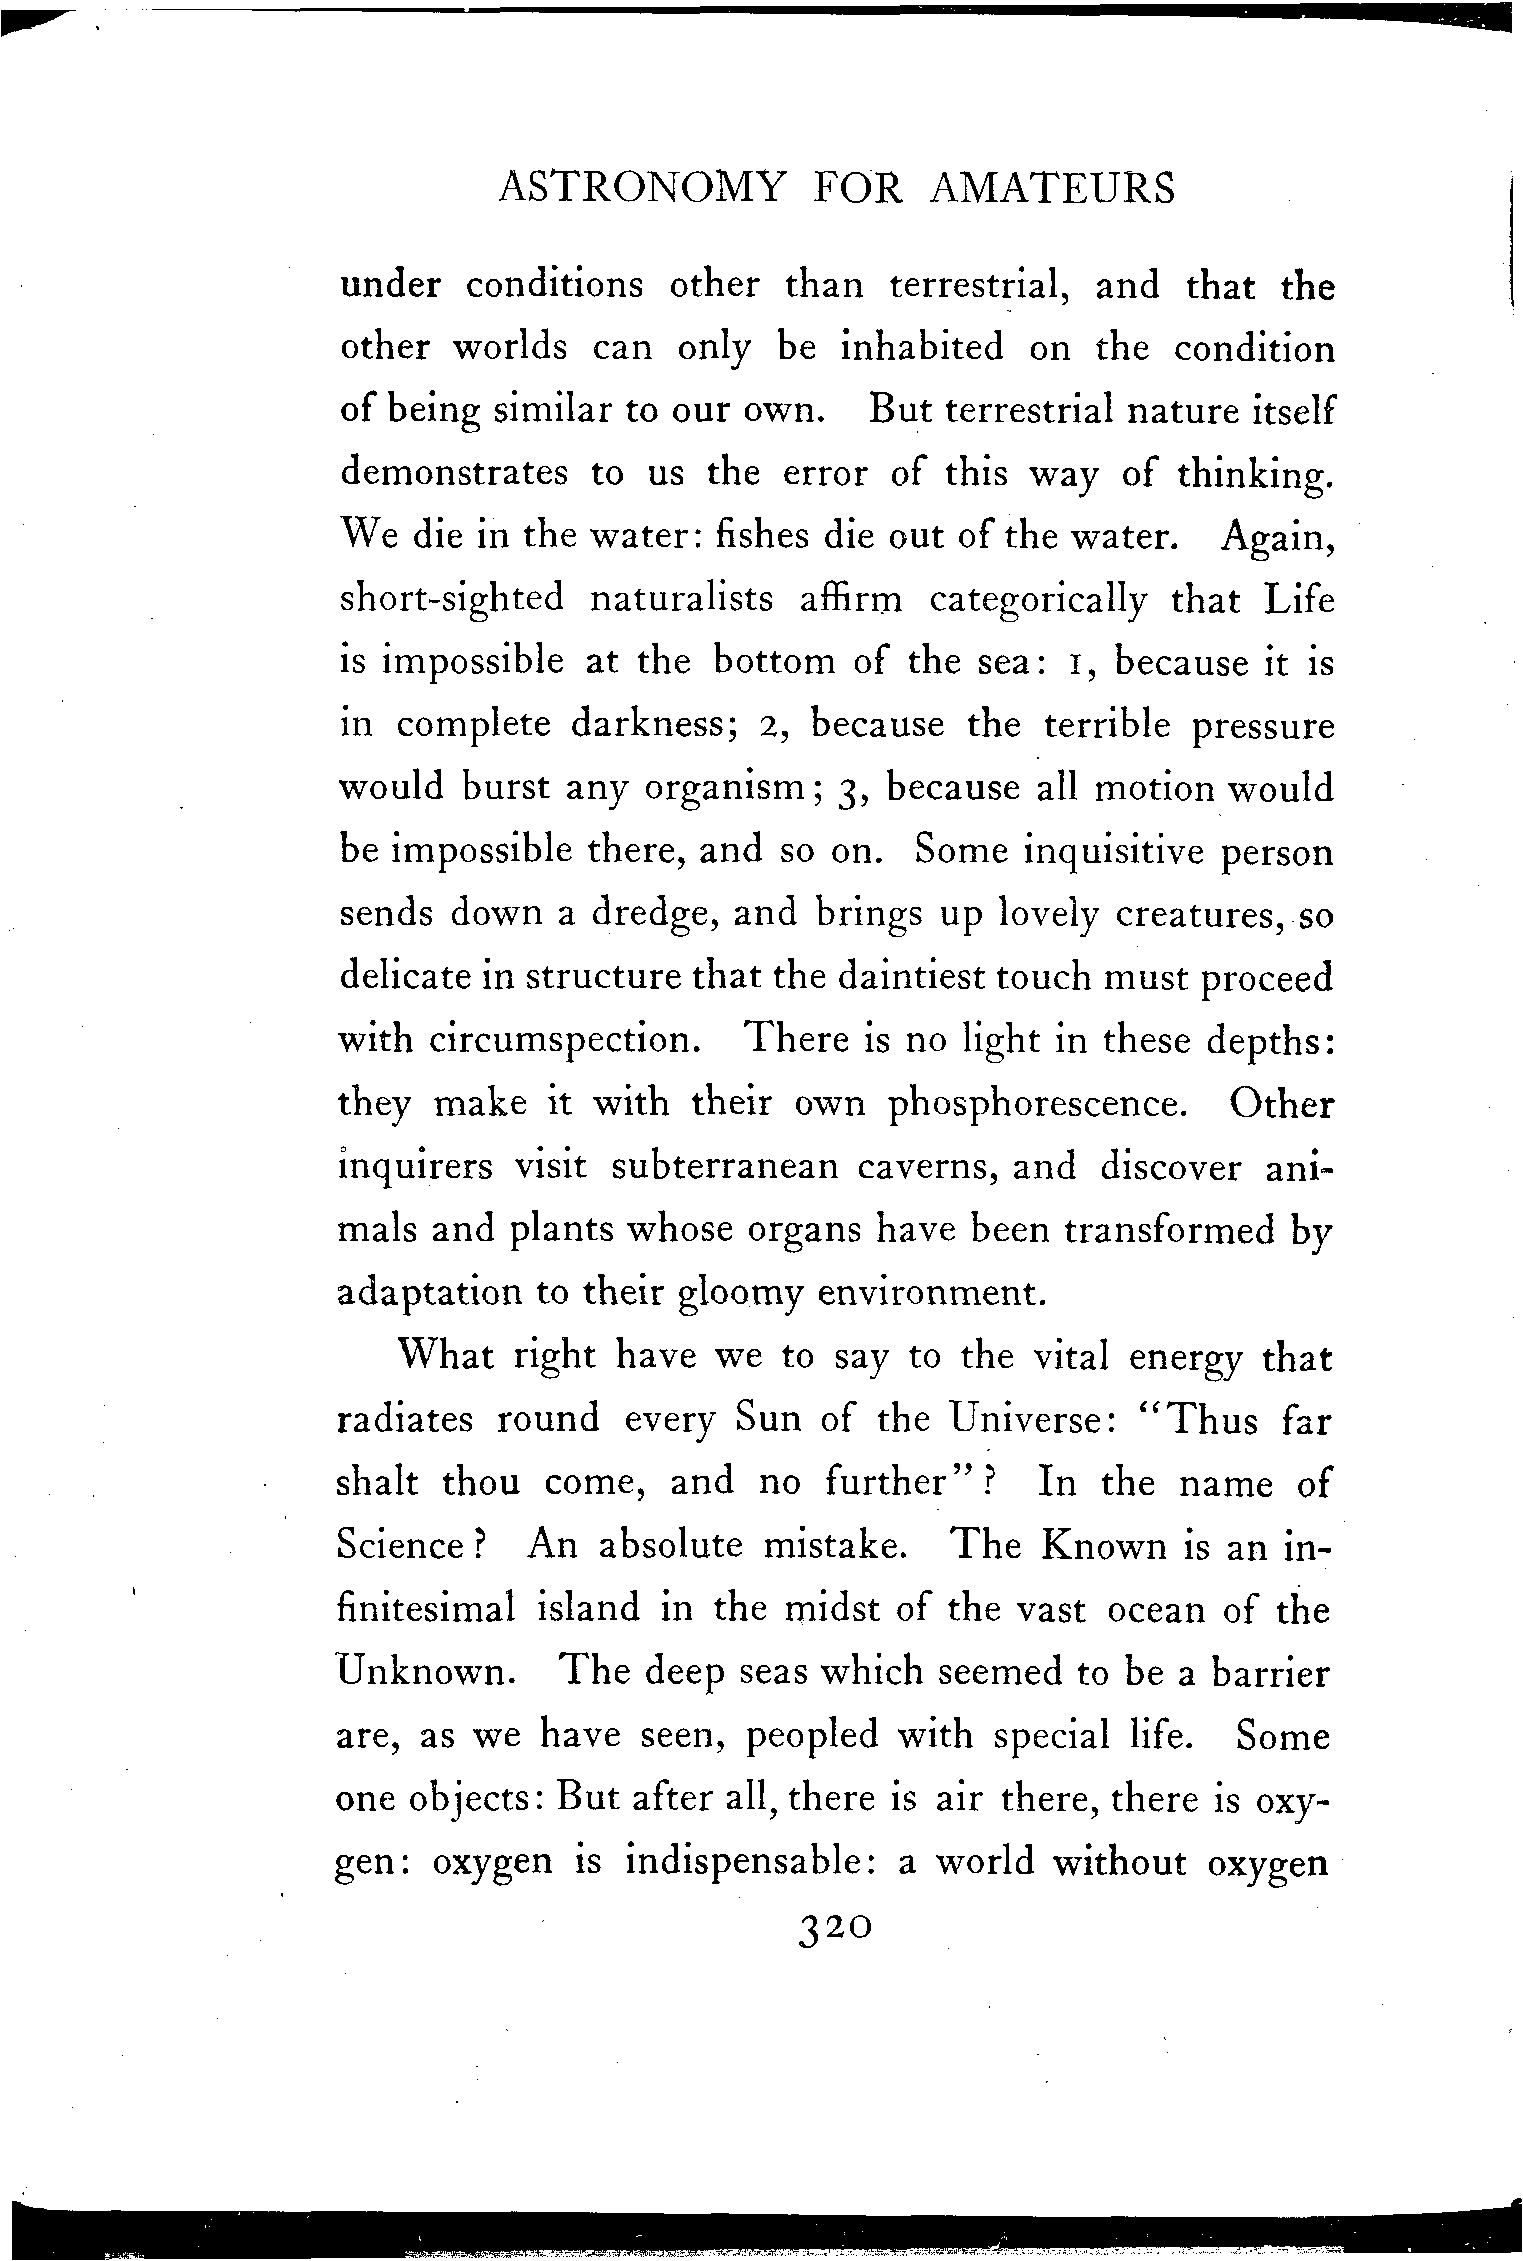 ASTRONOMY FOR AMATEURS
under conditions other than terrestrial, and that the
other worlds can only be inhabited on the condition
of being similar to our own. But terrestrial nature itself
demonstrates to us the error of this way of thinking.
We die in the water: fishes die out of the water. Again,
short-sighted naturalists affirm categorically that Life
is impossible at the bottom of the sea: 1, because it is
in complete darkness; 2, because the terrible pressure
would burst any organism; 3, because all motion would
be impossible there, and so on. Some inquisitive person
sends down a dredge, and brings up lovely creatures, so
delicate in structure that the daintiest touch must proceed
with circumspection. There is no light in these depths:
they make it with their own phosphorescence. Other
inquirers visit subterranean caverns, and discover ani-
mals and plants whose organs have been transformed by
adaptation to their gloomy environment.
What right have we to say to the vital energy that
radiates round every Sun of the Universe: “Thus far
shalt thou come, and no further”? In the name of
Science? An absolute mistake. The Known is an in-
finitesimal island in the midst of the vast ocean of the
Unknown. The deep seas which seemed to be a barrier
are, as we have seen, peopled with special life. Some
one objects: But after all, there is air there, there is oxy-
gen: oxygen is indispensable: a world without oxygen
320